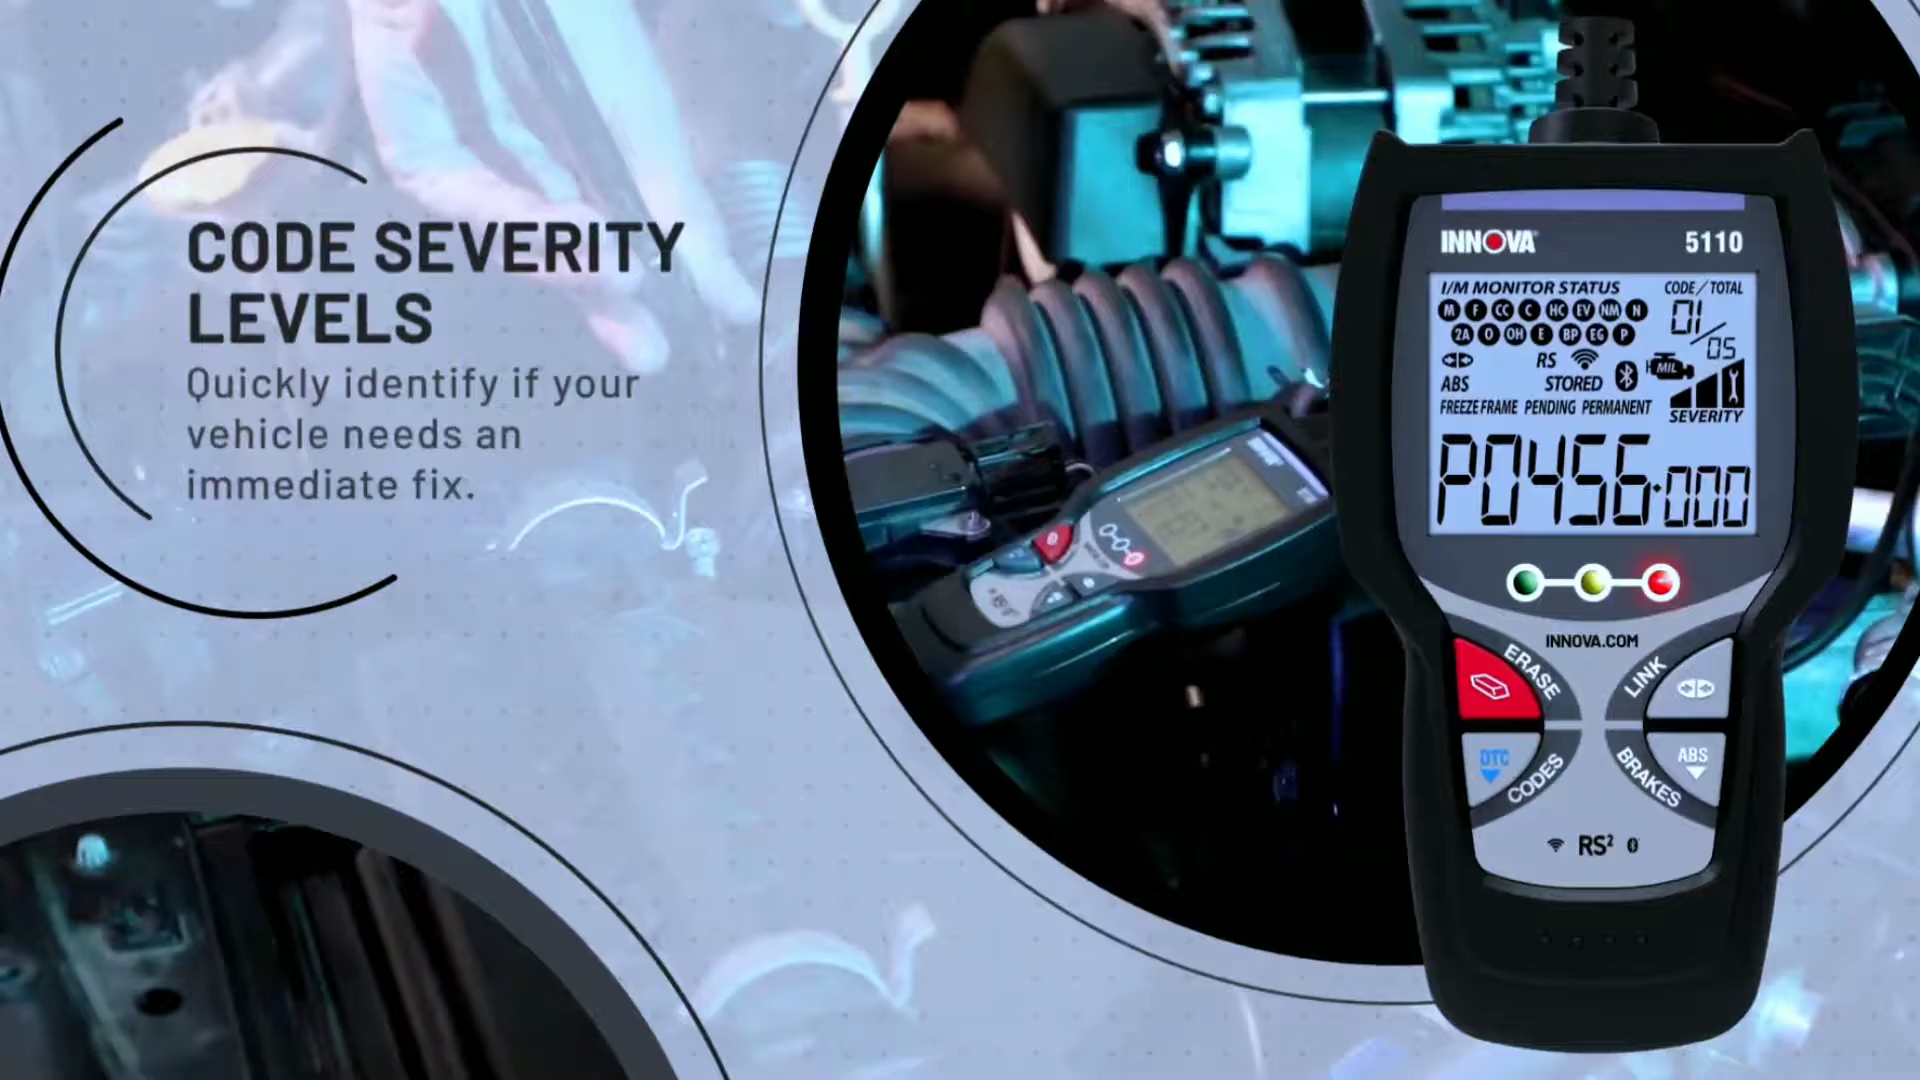 CODE SEVERITY
LEVELS
Quickly identify if your
vehicle needs an
immediate fix.
INNOVA 5110
I/M MONITOR STATUS CODE/TOTAL
M F CC C HC EV NM N 01
2A O OH E BP EG P 05
RS MIL
ABS STORED
FREEZE FRAME PENDING PERMANENT SEVERITY
P0456:000
INNOVA.COM
ERASE LINK
DTC CODES BRAKES ABS
RS²